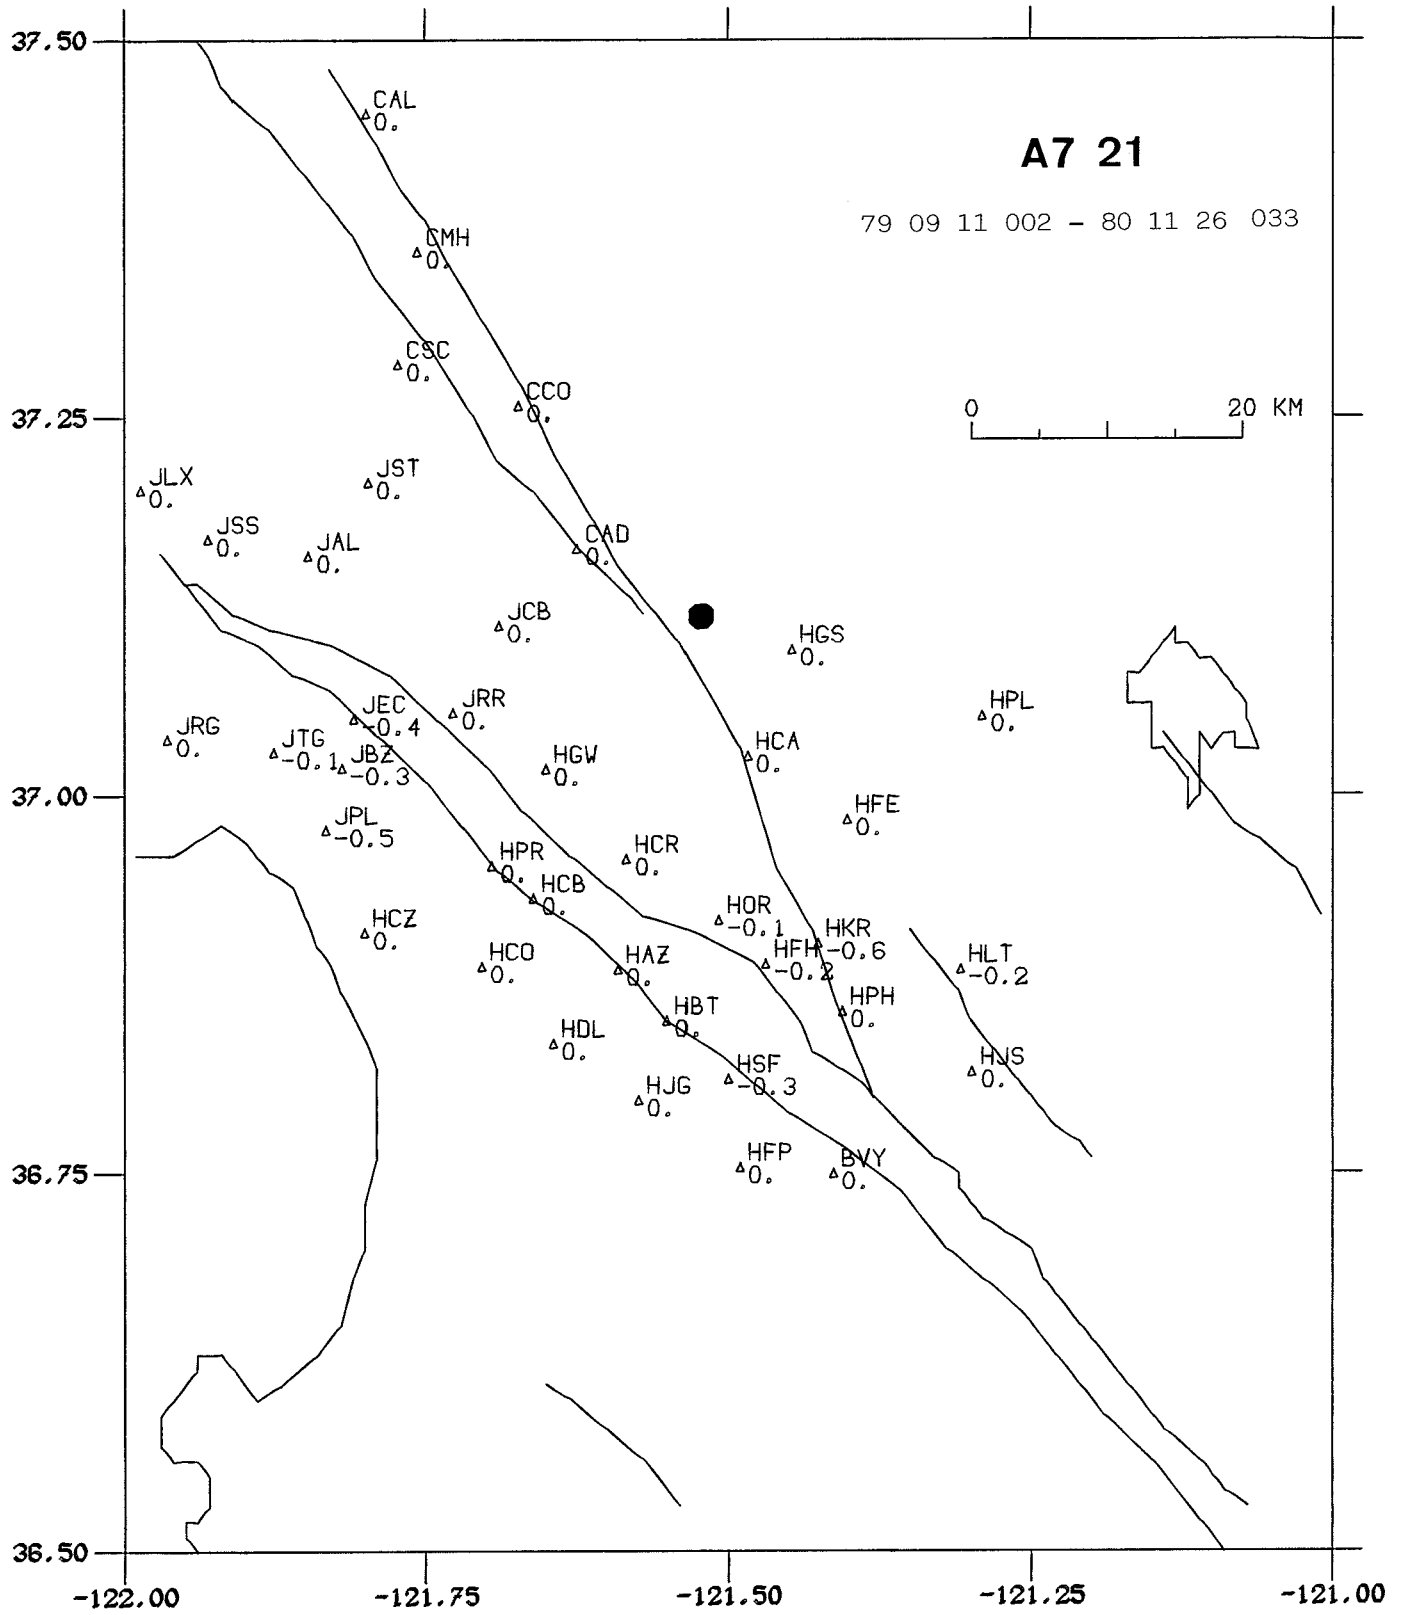 37.50
CAL
0.
A7 21
79 09 11 002 – 80 11 26 033
CMH
0.
CSC
0.
CCO
0.
0 20 KM
37.25
JLX
0.
JST
0.
JSS
0.
JAL
0.
CAD
0.
JCB
0.
HGS
0.
JEC
-0.4
JRR
0.
HPL
0.
JRG
0.
JTG
-0.1
JBZ
-0.3
HGW
0.
HCA
0.
37.00
JPL
-0.5
HFE
0.
HPR
0.
HCR
0.
HCB
0.
HCZ
0.
HOR
-0.1
HKR
-0.6
HCO
0.
HAZ
0.
HFH
-0.2
HLT
-0.2
HBT
0.
HPH
0.
HDL
0.
HSF
-0.3
HJS
0.
HJG
0.
HFP
0.
BVY
0.
36.75
36.50
-122.00 -121.75 -121.50 -121.25 -121.00